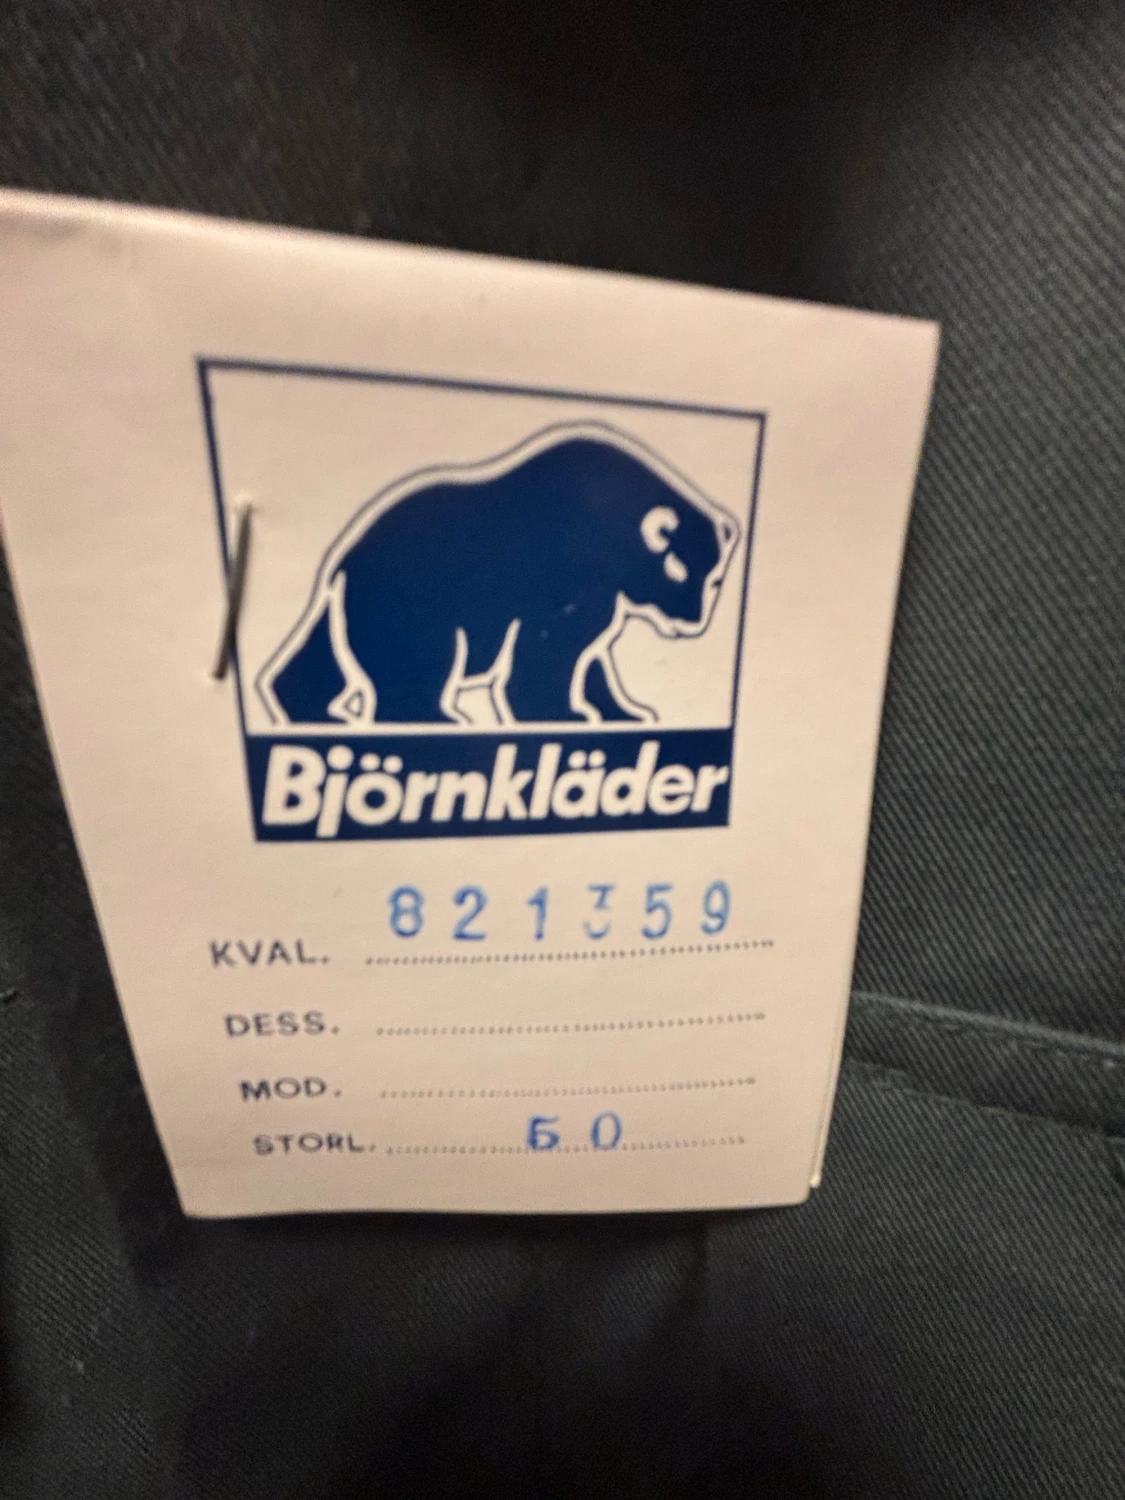 Björnkläder
821359
KVAL.
DESS.
MOD.
STORL. 50